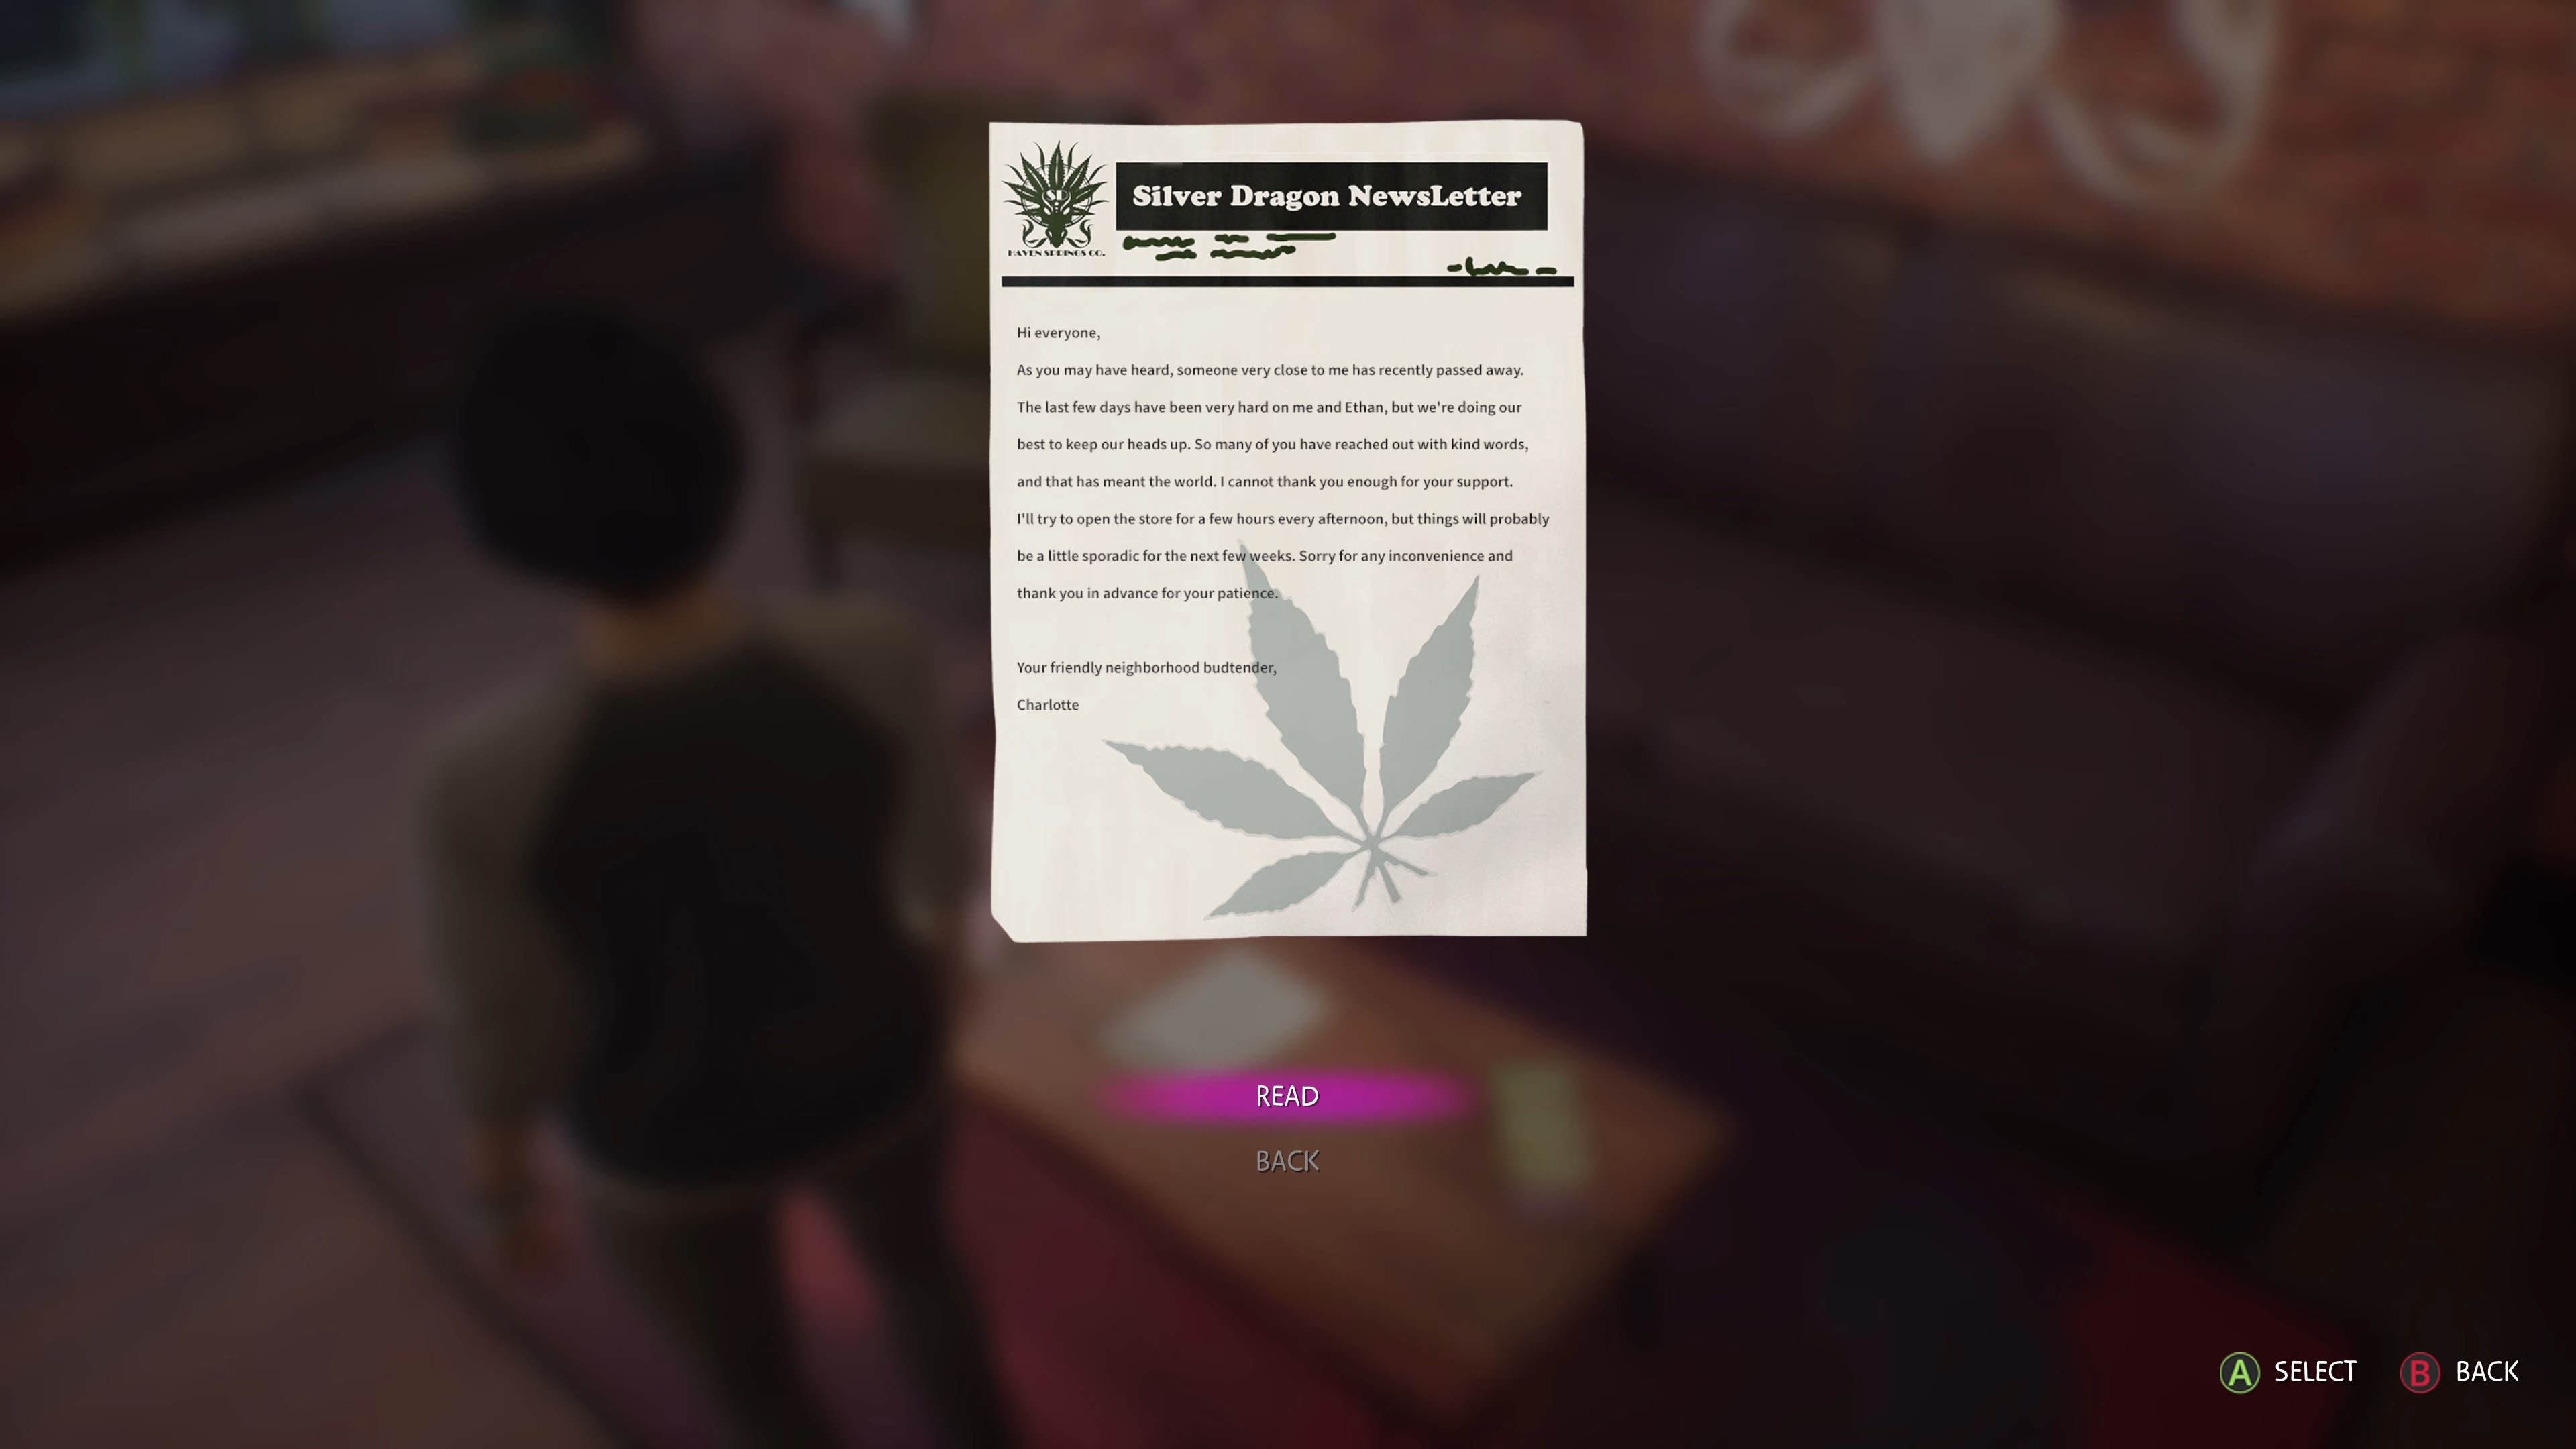 SD
HAVEN SPRINGS CO.
Silver Dragon NewsLetter
Hi everyone,
As you may have heard, someone very close to me has recently passed away.
The last few days have been very hard on me and Ethan, but we're doing our
best to keep our heads up. So many of you have reached out with kind words,
and that has meant the world. I cannot thank you enough for your support.
I'll try to open the store for a few hours every afternoon, but things will probably
be a little sporadic for the next few weeks. Sorry for any inconvenience and
thank you in advance for your patience.
Your friendly neighborhood budtender,
Charlotte
READ
BACK
A SELECT B BACK